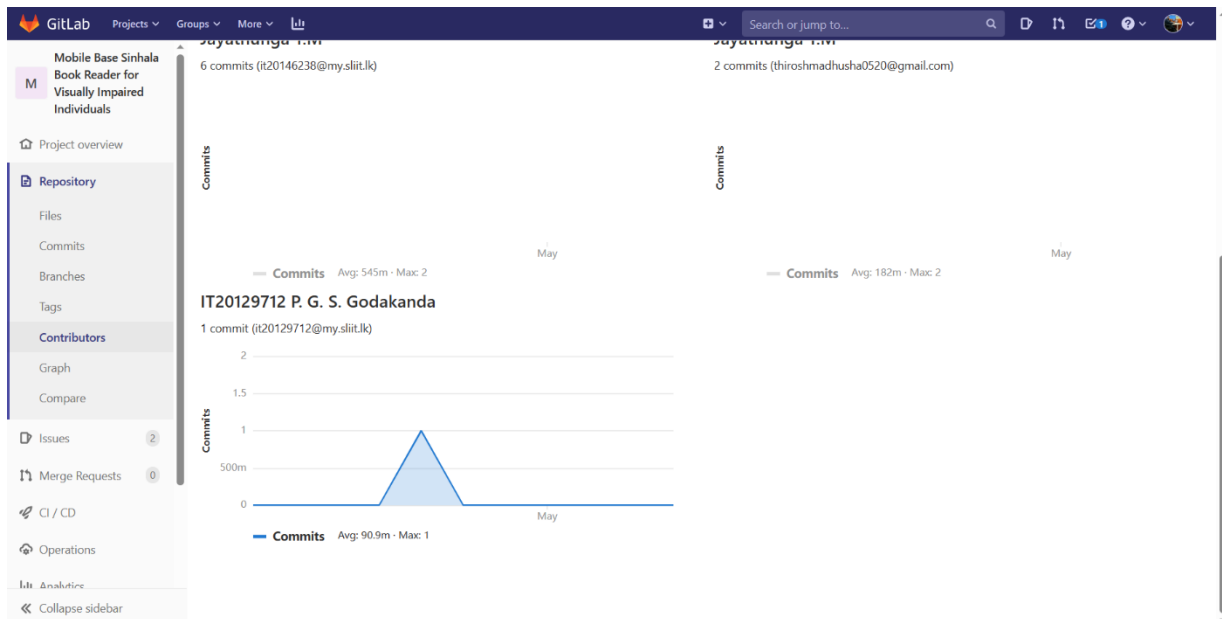 GitLab Projects Groups More Search or jump to... 1
Mobile Base Sinhala
Book Reader for
Visually Impaired
Individuals
M
Project overview
Repository
Files
Commits
Branches
Tags
Contributors
Graph
Compare
Issues 2
Merge Requests 0
CI / CD
Operations
Analytics
Collapse sidebar
Jayathunga T.M
6 commits (it20146238@my.sliit.lk)
Commits
May
Commits Avg: 545m · Max: 2
Jayathunga T.M
2 commits (thiroshmadhusha0520@gmail.com)
Commits
May
Commits Avg: 182m · Max: 2
IT20129712 P. G. S. Godakanda
1 commit (it20129712@my.sliit.lk)
2
1.5
1
500m
0
Commits
May
Commits Avg: 90.9m · Max: 1